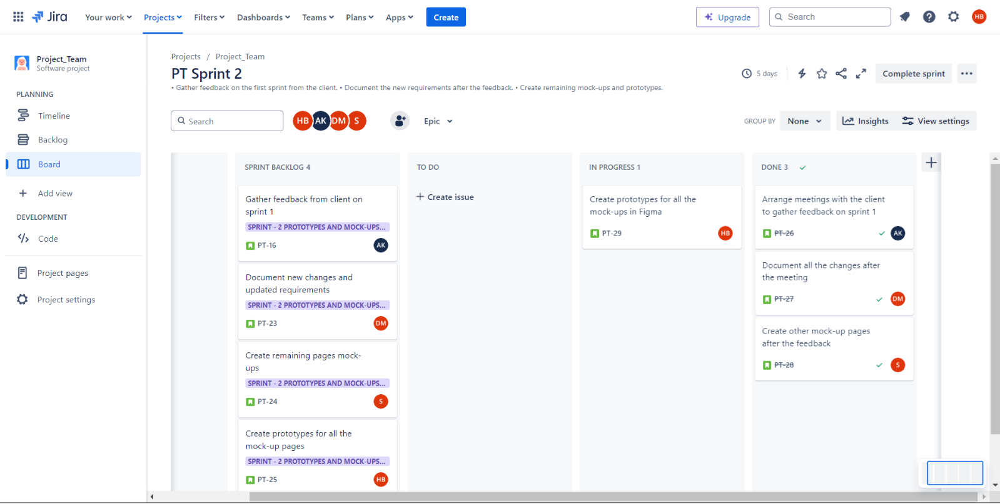 Jira
Your work
Projects
Filters
Dashboards
Teams
Plans
Apps
Create
Upgrade
Search
HB
Project_Team
Software project
PLANNING
Timeline
Backlog
Board
Add view
DEVELOPMENT
Code
Project pages
Project settings
Projects / Project_Team
PT Sprint 2
• Gather feedback on the first sprint from the client. • Document the new requirements after the feedback. • Create remaining mock-ups and prototypes.
5 days
Complete sprint
Search
HB AK DM S
Epic
GROUP BY
None
Insights
View settings
SPRINT BACKLOG 4
Gather feedback from client on
sprint 1
SPRINT - 2 PROTOTYPES AND MOCK-UPS...
PT-16
AK
Document new changes and
updated requirements
SPRINT - 2 PROTOTYPES AND MOCK-UPS...
PT-23
DM
Create remaining pages mock-
ups
SPRINT - 2 PROTOTYPES AND MOCK-UPS...
PT-24
S
Create prototypes for all the
mock-up pages
SPRINT - 2 PROTOTYPES AND MOCK-UPS...
PT-25
HB
TO DO
Create issue
IN PROGRESS 1
Create prototypes for all the
mock-ups in Figma
PT-29
HB
DONE 3
Arrange meetings with the client
to gather feedback on sprint 1
PT-26
AK
Document all the changes after
the meeting
PT-27
DM
Create other mock-up pages
after the feedback
PT-28
S